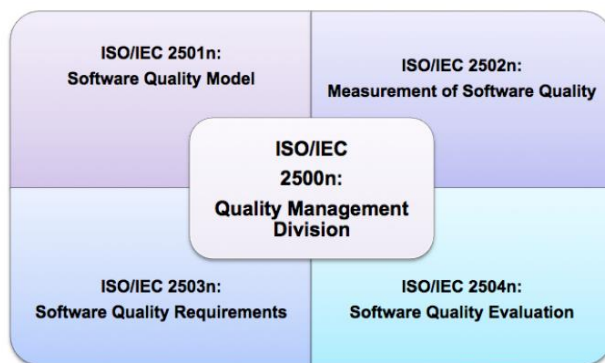 ISO/IEC 2501n:
Software Quality Model
ISO/IEC 2502n:
Measurement of Software Quality
ISO/IEC
2500n:
Quality Management
Division
ISO/IEC 2503n:
Software Quality Requirements
ISO/IEC 2504n:
Software Quality Evaluation